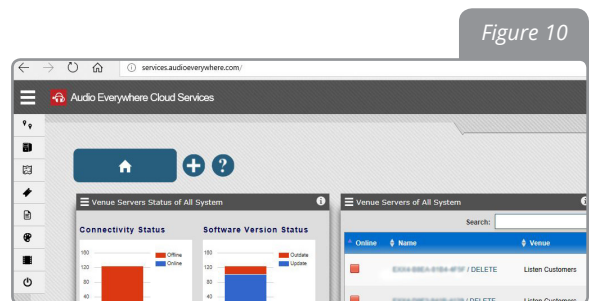 Figure 10
services.audioeverywhere.com/
Audio Everywhere Cloud Services
Venue Servers Status of All System
Connectivity Status
Software Version Status
160
120
80
40
Offline
Online
160
120
80
40
Outdate
Update
Venue Servers of All System
Search:
Online Name Venue
/ DELETE Listen Customers
/ DELETE Listen Customers